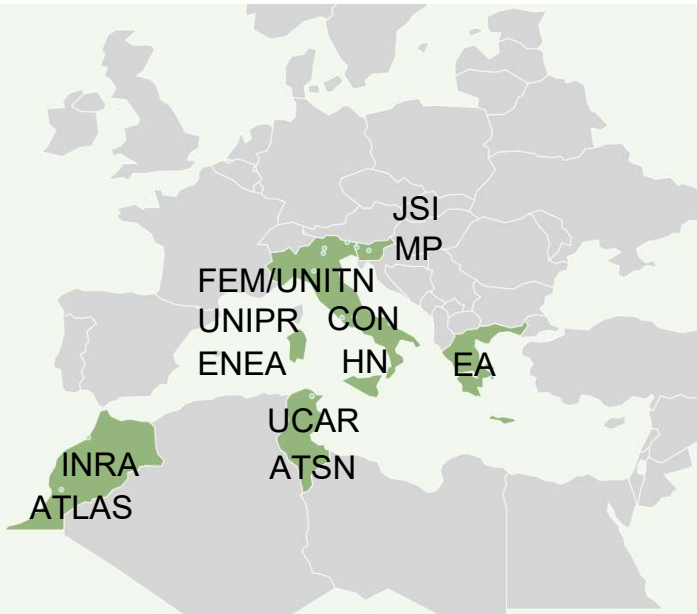 JSI
MP
FEM/UNITN
UNIPR CON
ENEA HN EA
UCAR
INRA ATSN
ATLAS